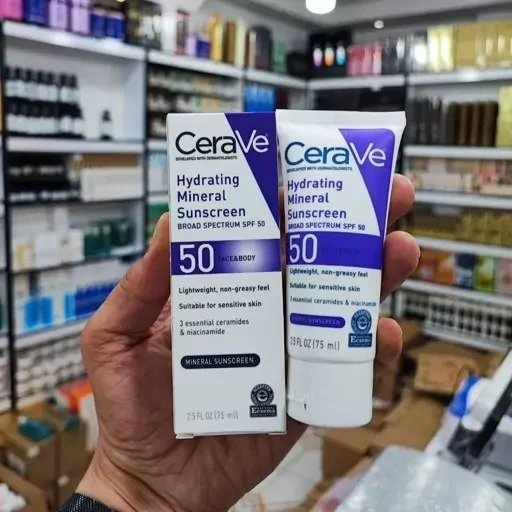 CeraVe
DEVELOPED WITH DERMATOLOGISTS
Hydrating
Mineral
Sunscreen
BROAD SPECTRUM SPF 50
50 FACE&BODY
Lightweight, non-greasy feel
Suitable for sensitive skin
3 essential ceramides
& niacinamide
MINERAL SUNSCREEN
2.5 FL OZ (75 ml)
Eczema
CeraVe
DEVELOPED WITH DERMATOLOGISTS
Hydrating
Mineral
Sunscreen
BROAD SPECTRUM SPF 50
50
Lightweight, non-greasy feel
Suitable for sensitive skin
3 essential ceramides and niacinamide
SUNSCREEN
2.5 FL OZ (75 ml)
Eczema